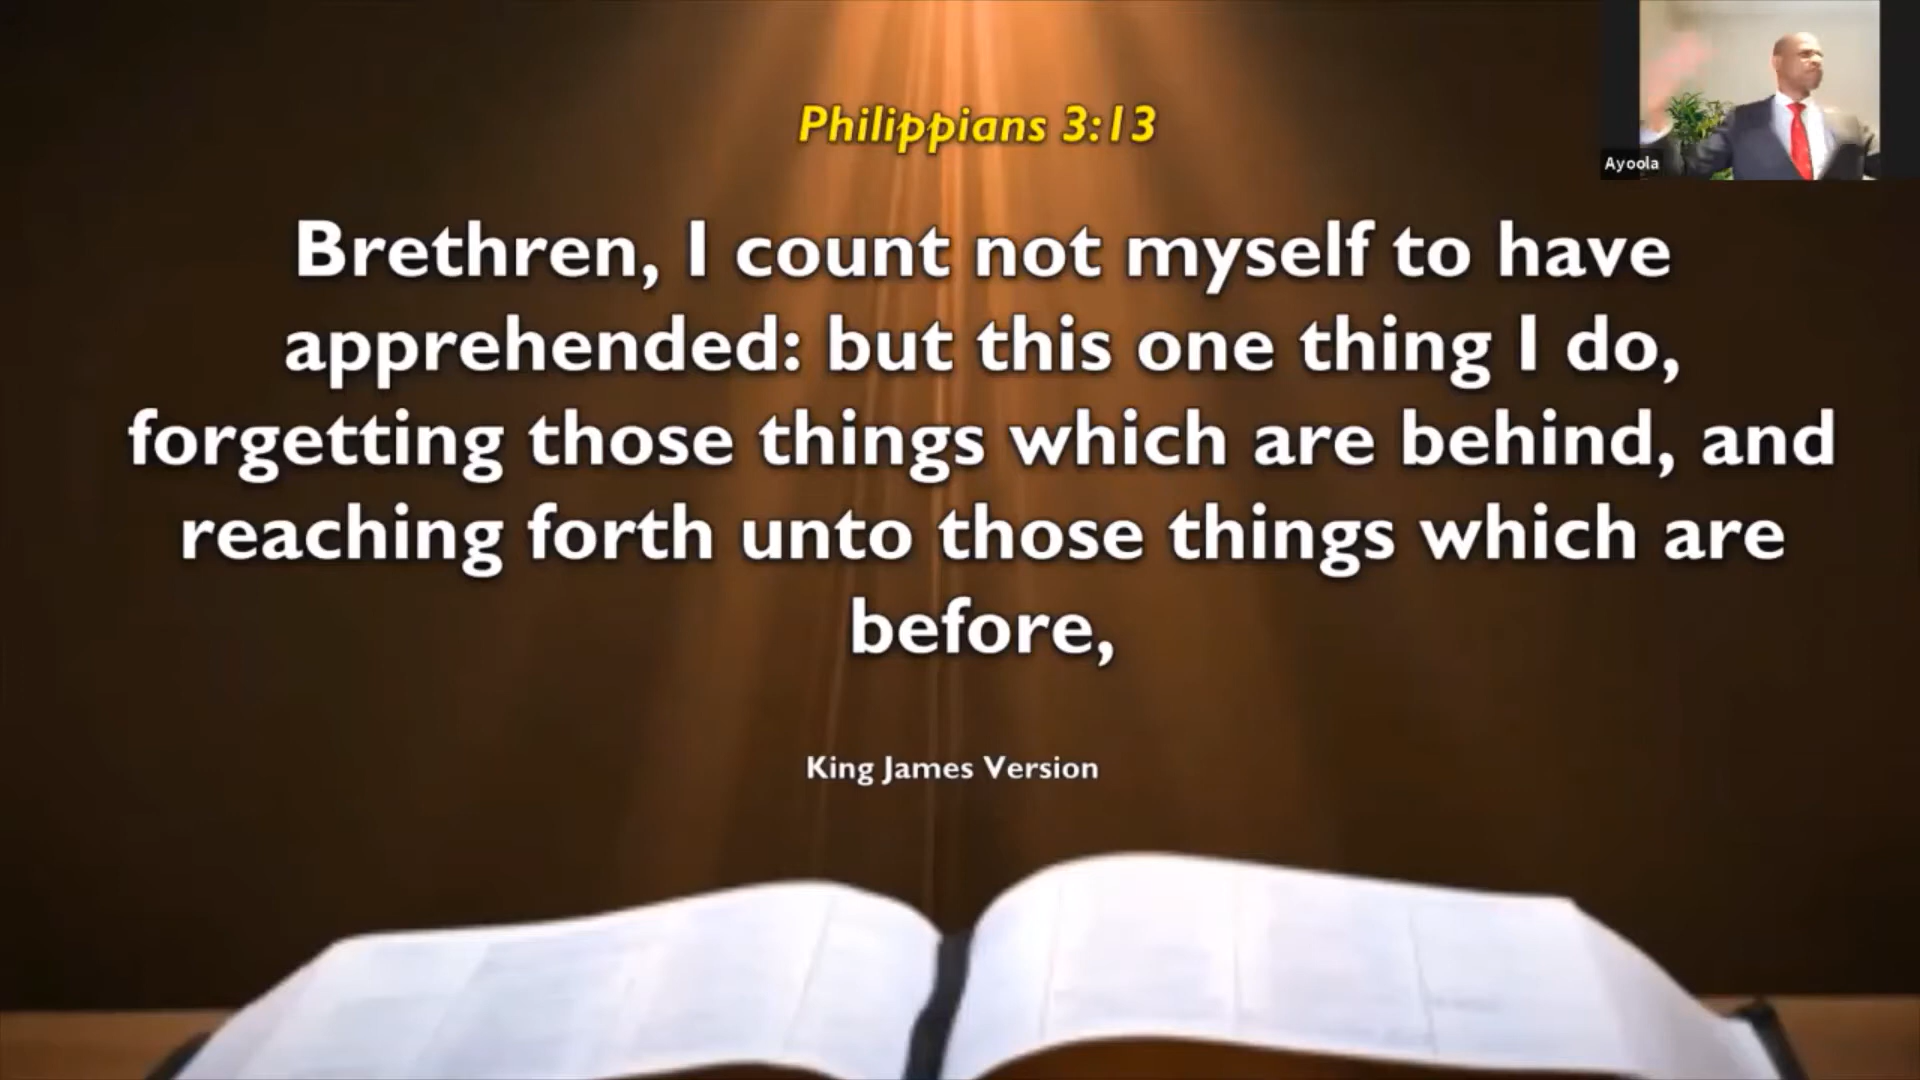 Philippians 3:13
Ayoola
Brethren, I count not myself to have
apprehended: but this one thing I do,
forgetting those things which are behind, and
reaching forth unto those things which are
before,
King James Version